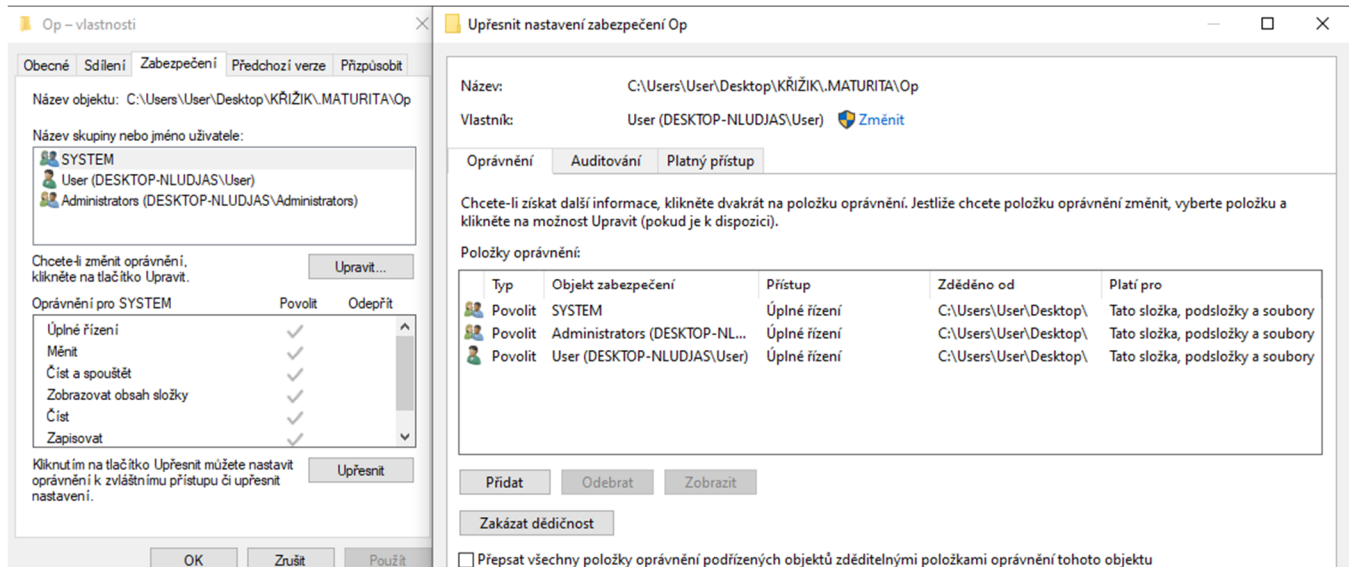 Op – vlastnosti
Obecné Sdílení Zabezpečení Předchozí verze Přizpůsobit
Název objektu: C:\Users\User\Desktop\KŘIŽIK\.MATURITA\Op
Název skupiny nebo jméno uživatele:
SYSTEM
User (DESKTOP-NLUDJAS\User)
Administrators (DESKTOP-NLUDJAS\Administrators)
Chcete-li změnit oprávnění,
klikněte na tlačítko Upravit.
Upravit...
Oprávnění pro SYSTEM Povolit Odepřít
Úplné řízení
Měnit
Číst a spouštět
Zobrazovat obsah složky
Číst
Zapisovat
Kliknutím na tlačítko Upřesnit můžete nastavit
oprávnění k zvláštnímu přístupu či upřesnit
nastavení.
Upřesnit
OK Zrušit Použít
Upřesnit nastavení zabezpečení Op
Název: C:\Users\User\Desktop\KŘIŽIK\.MATURITA\Op
Vlastník: User (DESKTOP-NLUDJAS\User) Změnit
Oprávnění Auditování Platný přístup
Chcete-li získat další informace, klikněte dvakrát na položku oprávnění. Jestliže chcete položku oprávnění změnit, vyberte položku a
klikněte na možnost Upravit (pokud je k dispozici).
Položky oprávnění:
Typ Objekt zabezpečení Přístup Zděděno od Platí pro
Povolit SYSTEM Úplné řízení C:\Users\User\Desktop\ Tato složka, podsložky a soubory
Povolit Administrators (DESKTOP-NL... Úplné řízení C:\Users\User\Desktop\ Tato složka, podsložky a soubory
Povolit User (DESKTOP-NLUDJAS\User) Úplné řízení C:\Users\User\Desktop\ Tato složka, podsložky a soubory
Přidat Odebrat Zobrazit
Zakázat dědičnost
Přepsat všechny položky oprávnění podřízených objektů zděditelnými položkami oprávnění tohoto objektu